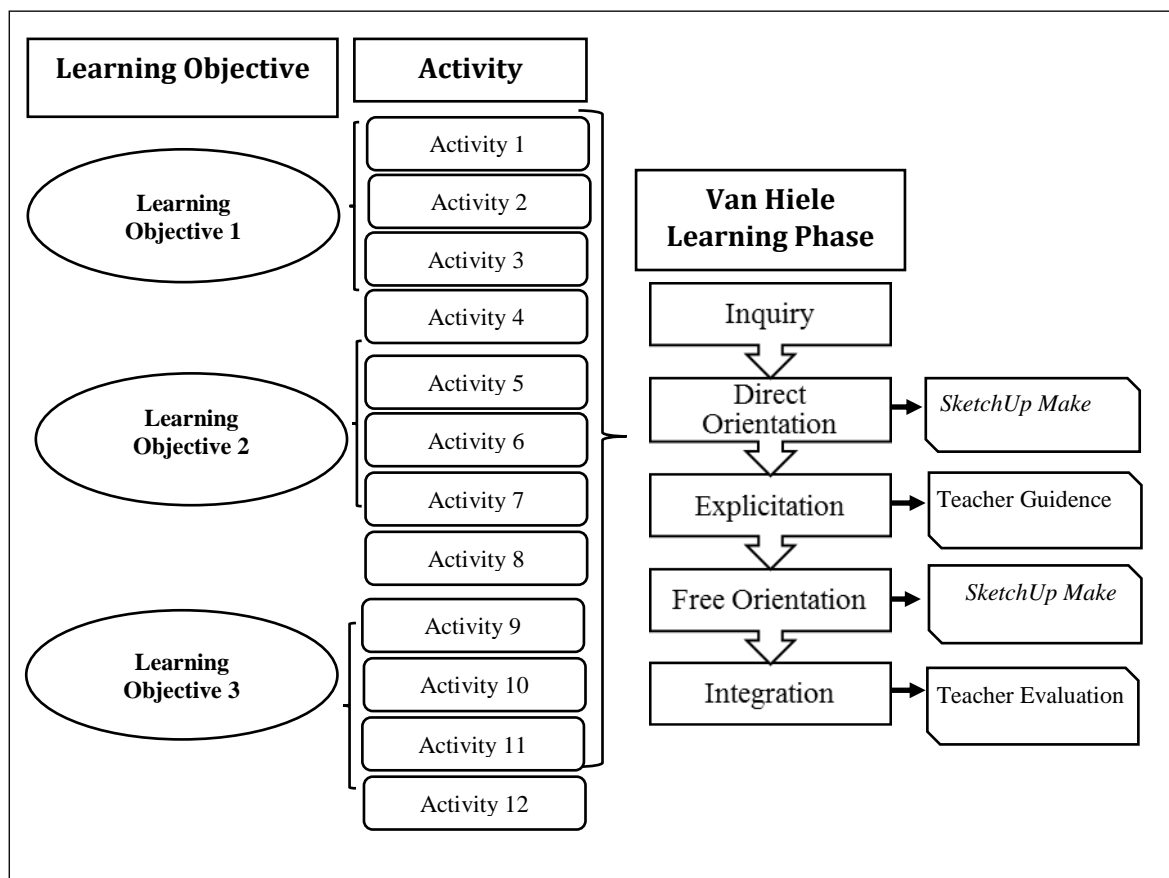 Learning Objective
Activity
Learning
Objective 1
Activity 1
Activity 2
Activity 3
Activity 4
Learning
Objective 2
Activity 5
Activity 6
Activity 7
Activity 8
Learning
Objective 3
Activity 9
Activity 10
Activity 11
Activity 12
Van Hiele
Learning Phase
Inquiry
Direct
Orientation
SketchUp Make
Explicitation
Teacher Guidence
Free Orientation
SketchUp Make
Integration
Teacher Evaluation